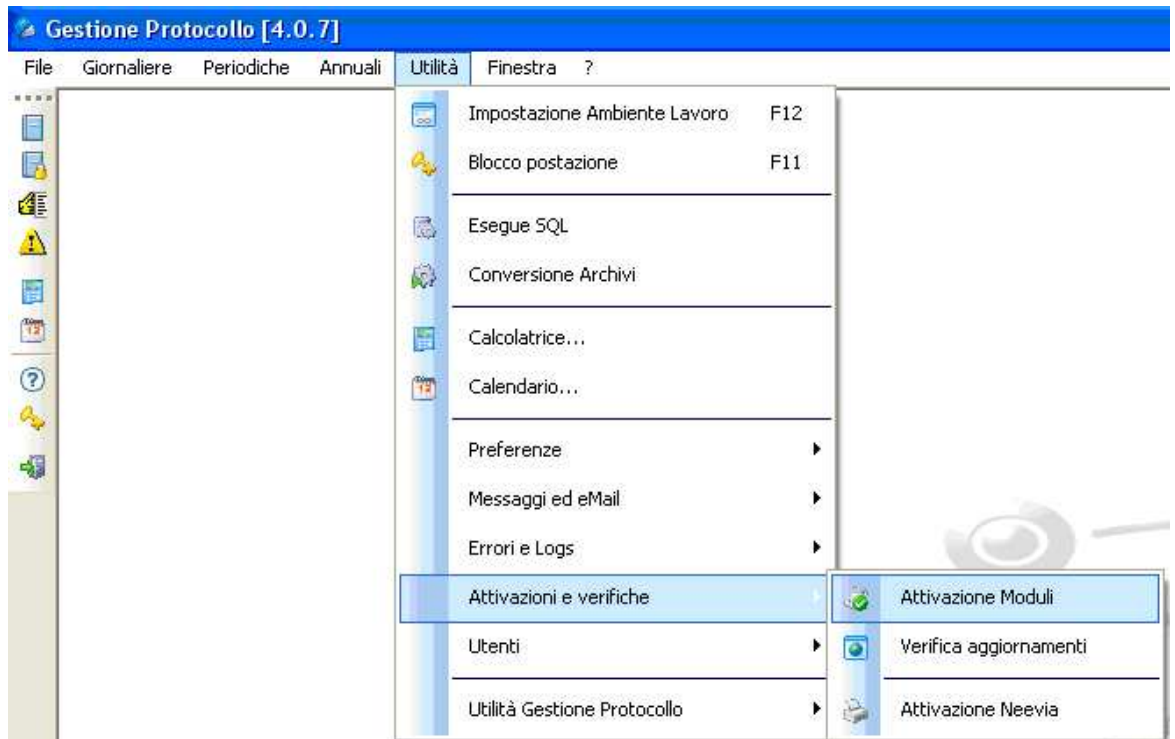 Gestione Protocollo [4.0.7]
File Giornaliere Periodiche Annuali Utilità Finestra ?
Impostazione Ambiente Lavoro F12
Blocco postazione F11
Esegue SQL
Conversione Archivi
Calcolatrice...
Calendario...
Preferenze
Messaggi ed eMail
Errori e Logs
Attivazioni e verifiche
Attivazione Moduli
Utenti
Verifica aggiornamenti
Utilità Gestione Protocollo
Attivazione Neevia